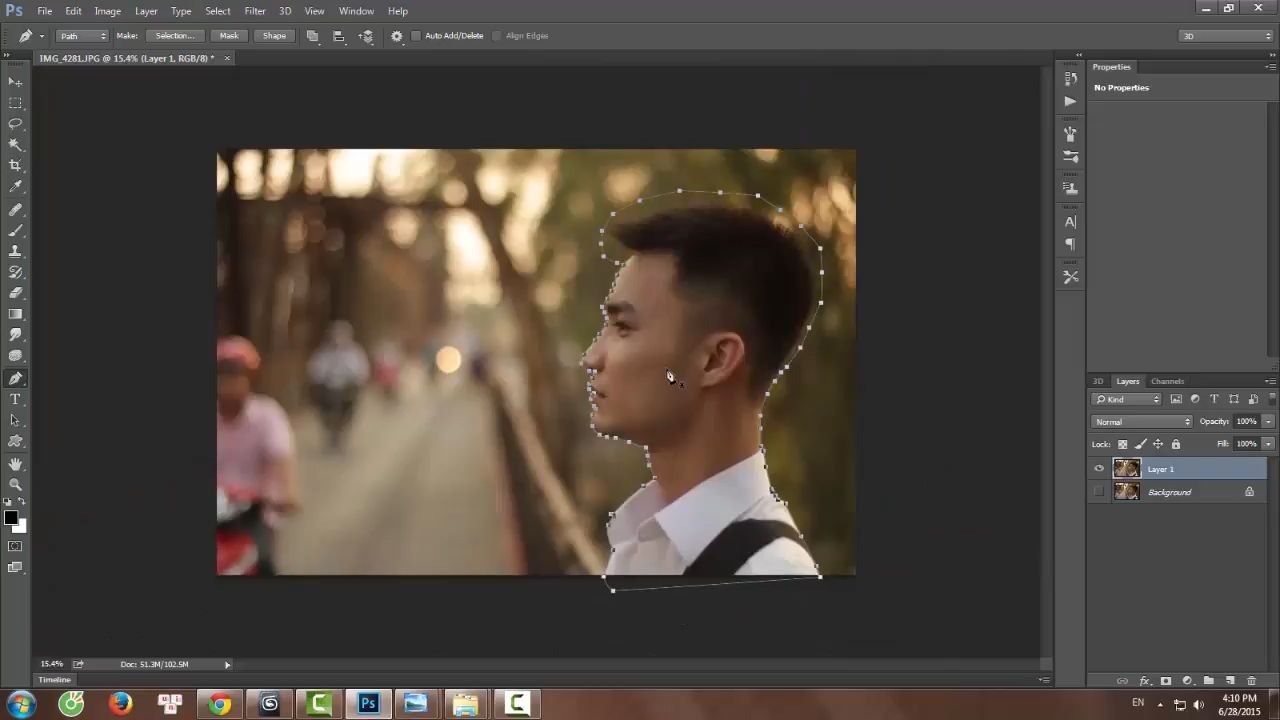 Ps File Edit Image Layer Type Select Filter 3D View Window Help
Path Make: Selection... Mask Shape Auto Add/Delete Align Edges 3D
IMG_4281.JPG @ 15.4% (Layer 1, RGB/8) * ×
Properties
No Properties
3D Layers Channels
Kind
Normal Opacity: 100%
Lock: Fill: 100%
Layer 1
Background
15.4% Doc: 51.3M/102.5M
Timeline
EN 4:10 PM
6/28/2015